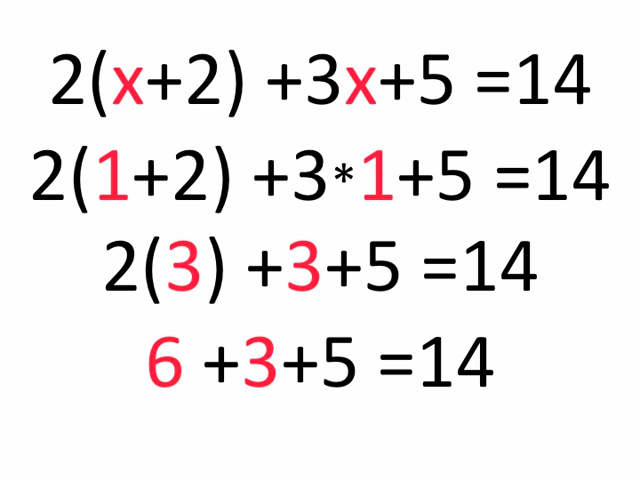 2(x+2) +3x+5 =14
2(1+2) +3*1+5 =14
2(3) +3+5 =14
6 +3+5 =14